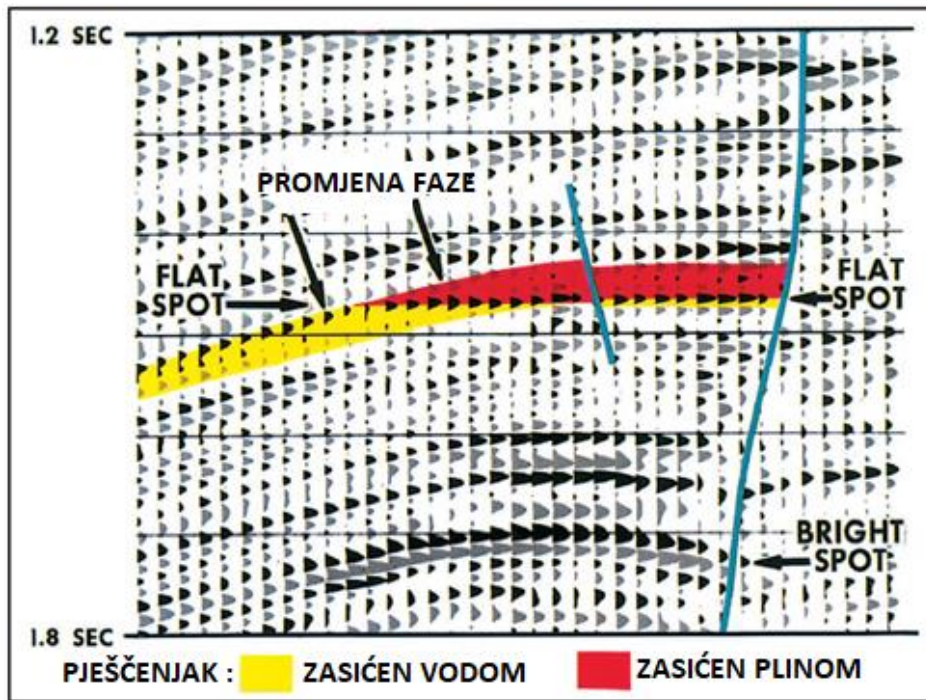 1.2 SEC
PROMJENA FAZE
FLAT
SPOT
FLAT
SPOT
BRIGHT
SPOT
1.8 SEC
PJEŠČENJAK :
ZASIĆEN VODOM
ZASIĆEN PLINOM